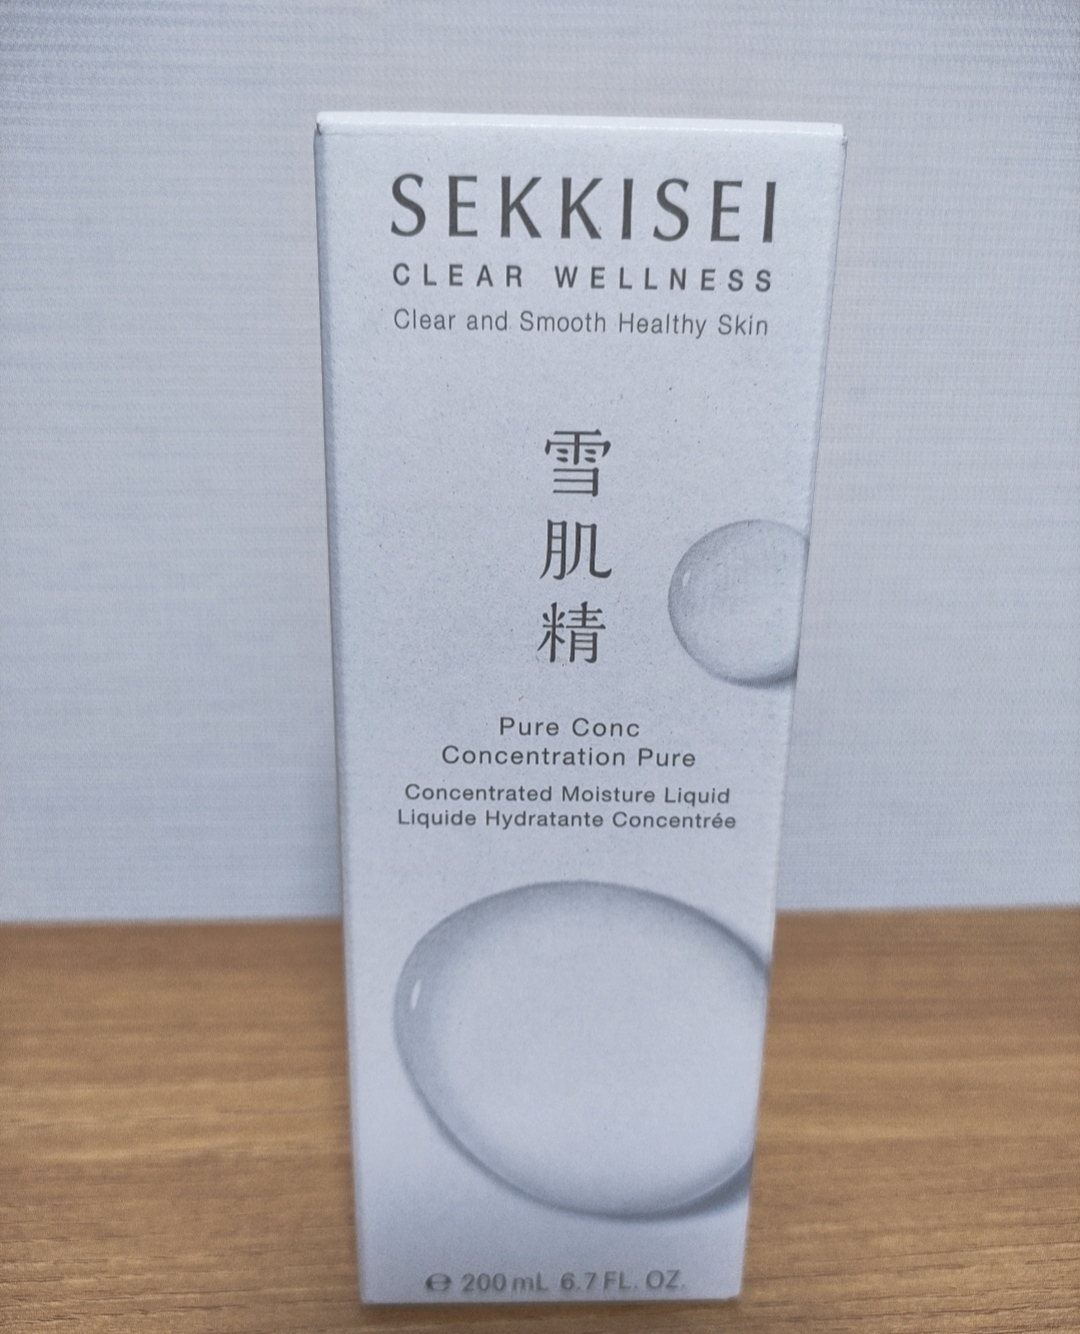 SEKKISEI
CLEAR WELLNESS
Clear and Smooth Healthy Skin
雪肌精
Pure Conc
Concentration Pure
Concentrated Moisture Liquid
Liquide Hydratante Concentrée
℮ 200 mL 6.7 FL. OZ.